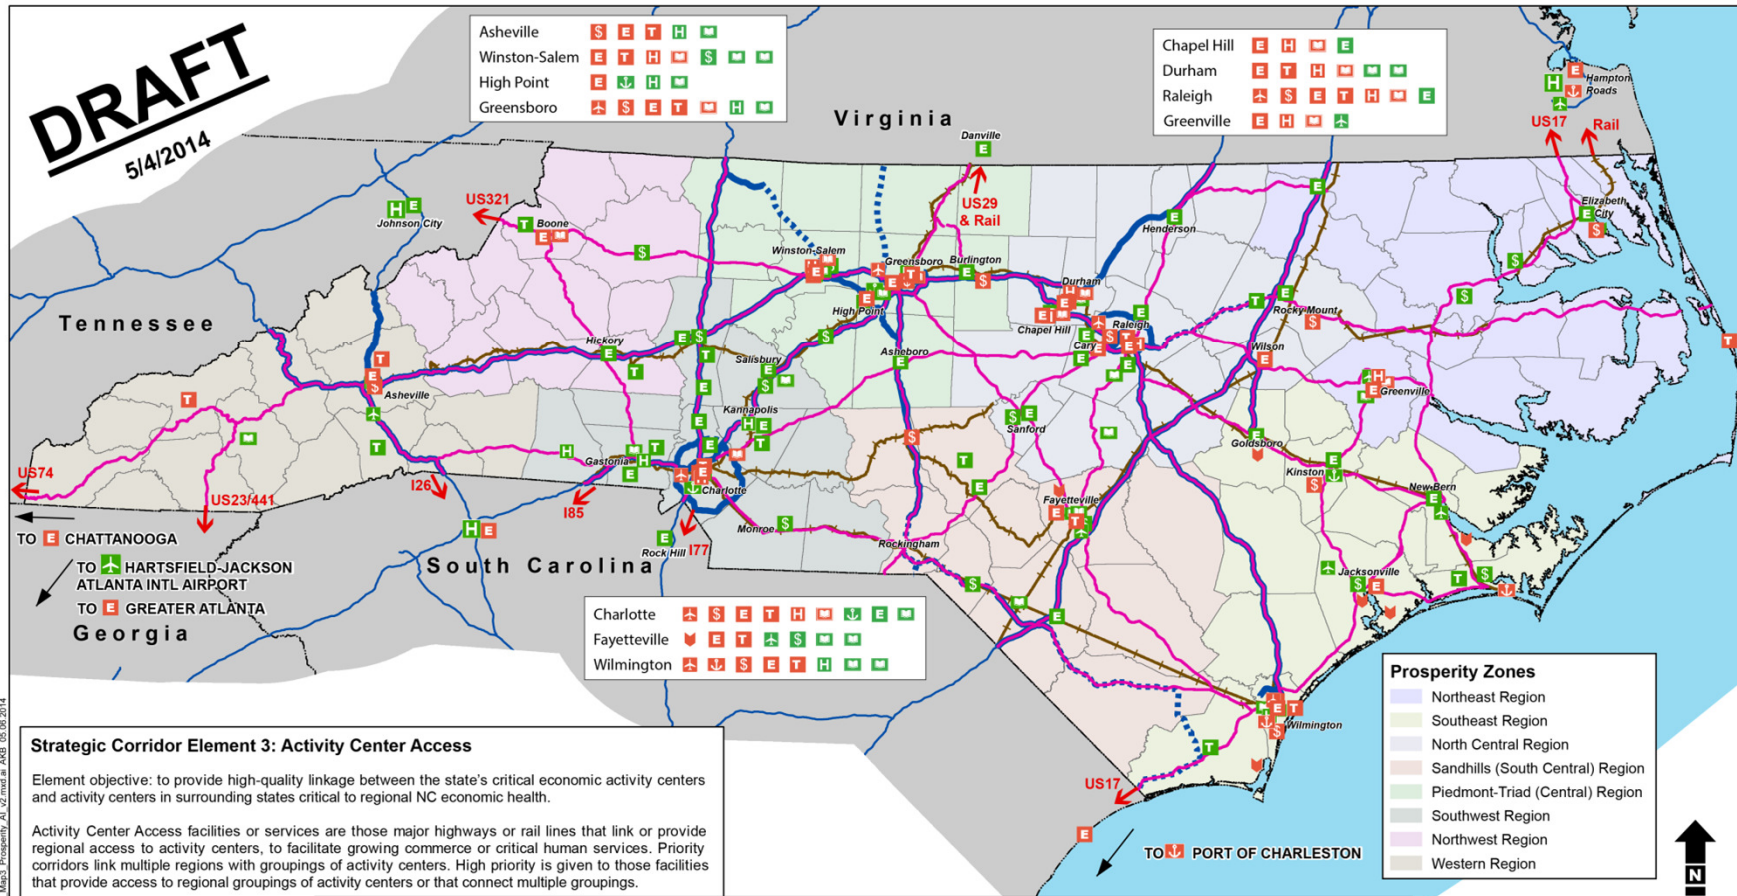 DRAFT
5/4/2014
Asheville $ E T H
Winston-Salem E T H $
High Point E H
Greensboro $ E T H
Chapel Hill E H E
Durham E T H
Raleigh $ E T H E
Greenville E H
Virginia
Danville
E
US29
& Rail
Hampton
Roads
H E
US17
Rail
Elizabeth
City
E
$
US321
T
Boone
E
H E
Johnson City
$
Winston-Salem
E
Greensboro
E T
Burlington
E $
Henderson
E
E
Durham
H
E
High Point
E
Chapel Hill
E
Raleigh
E
$
T
E
Cary
E
E
T E
Rocky Mount
$
$
$
T
Tennessee
Hickory
E
T
E $
T
Salisbury
E
$
$
Asheboro
E
Wilson
E
H
E
Greenville
T
E
$
Asheville
T
E
E
Kannapolis
H E
T
Sanford
$ E
Goldsboro
E
T
H
Gastonia
T
H
E
E
E
Charlotte
$
T
E
Fayetteville
E
T
Kinston
E
$
New Bern
E
US74
US23/441
I26
I85
I77
H E
Rock Hill
E
Monroe
$
Rockingham
$
E
Jacksonville
$ E
T $
TO E CHATTANOOGA
TO HARTSFIELD-JACKSON
ATLANTA INTL AIRPORT
TO E GREATER ATLANTA
South Carolina
Georgia
Charlotte $ E T H E
Fayetteville E T $
Wilmington $ E T H
E T
$
Wilmington
T
US17
E
TO PORT OF CHARLESTON
Prosperity Zones
Northeast Region
Southeast Region
North Central Region
Sandhills (South Central) Region
Piedmont-Triad (Central) Region
Southwest Region
Northwest Region
Western Region
N
Strategic Corridor Element 3: Activity Center Access
Element objective: to provide high-quality linkage between the state's critical economic activity centers
and activity centers in surrounding states critical to regional NC economic health.
Activity Center Access facilities or services are those major highways or rail lines that link or provide
regional access to activity centers, to facilitate growing commerce or critical human services. Priority
corridors link multiple regions with groupings of activity centers. High priority is given to those facilities
that provide access to regional groupings of activity centers or that connect multiple groupings.
Map3_Prosperity_AI_v2.mxd.ai AKB 05.06.2014